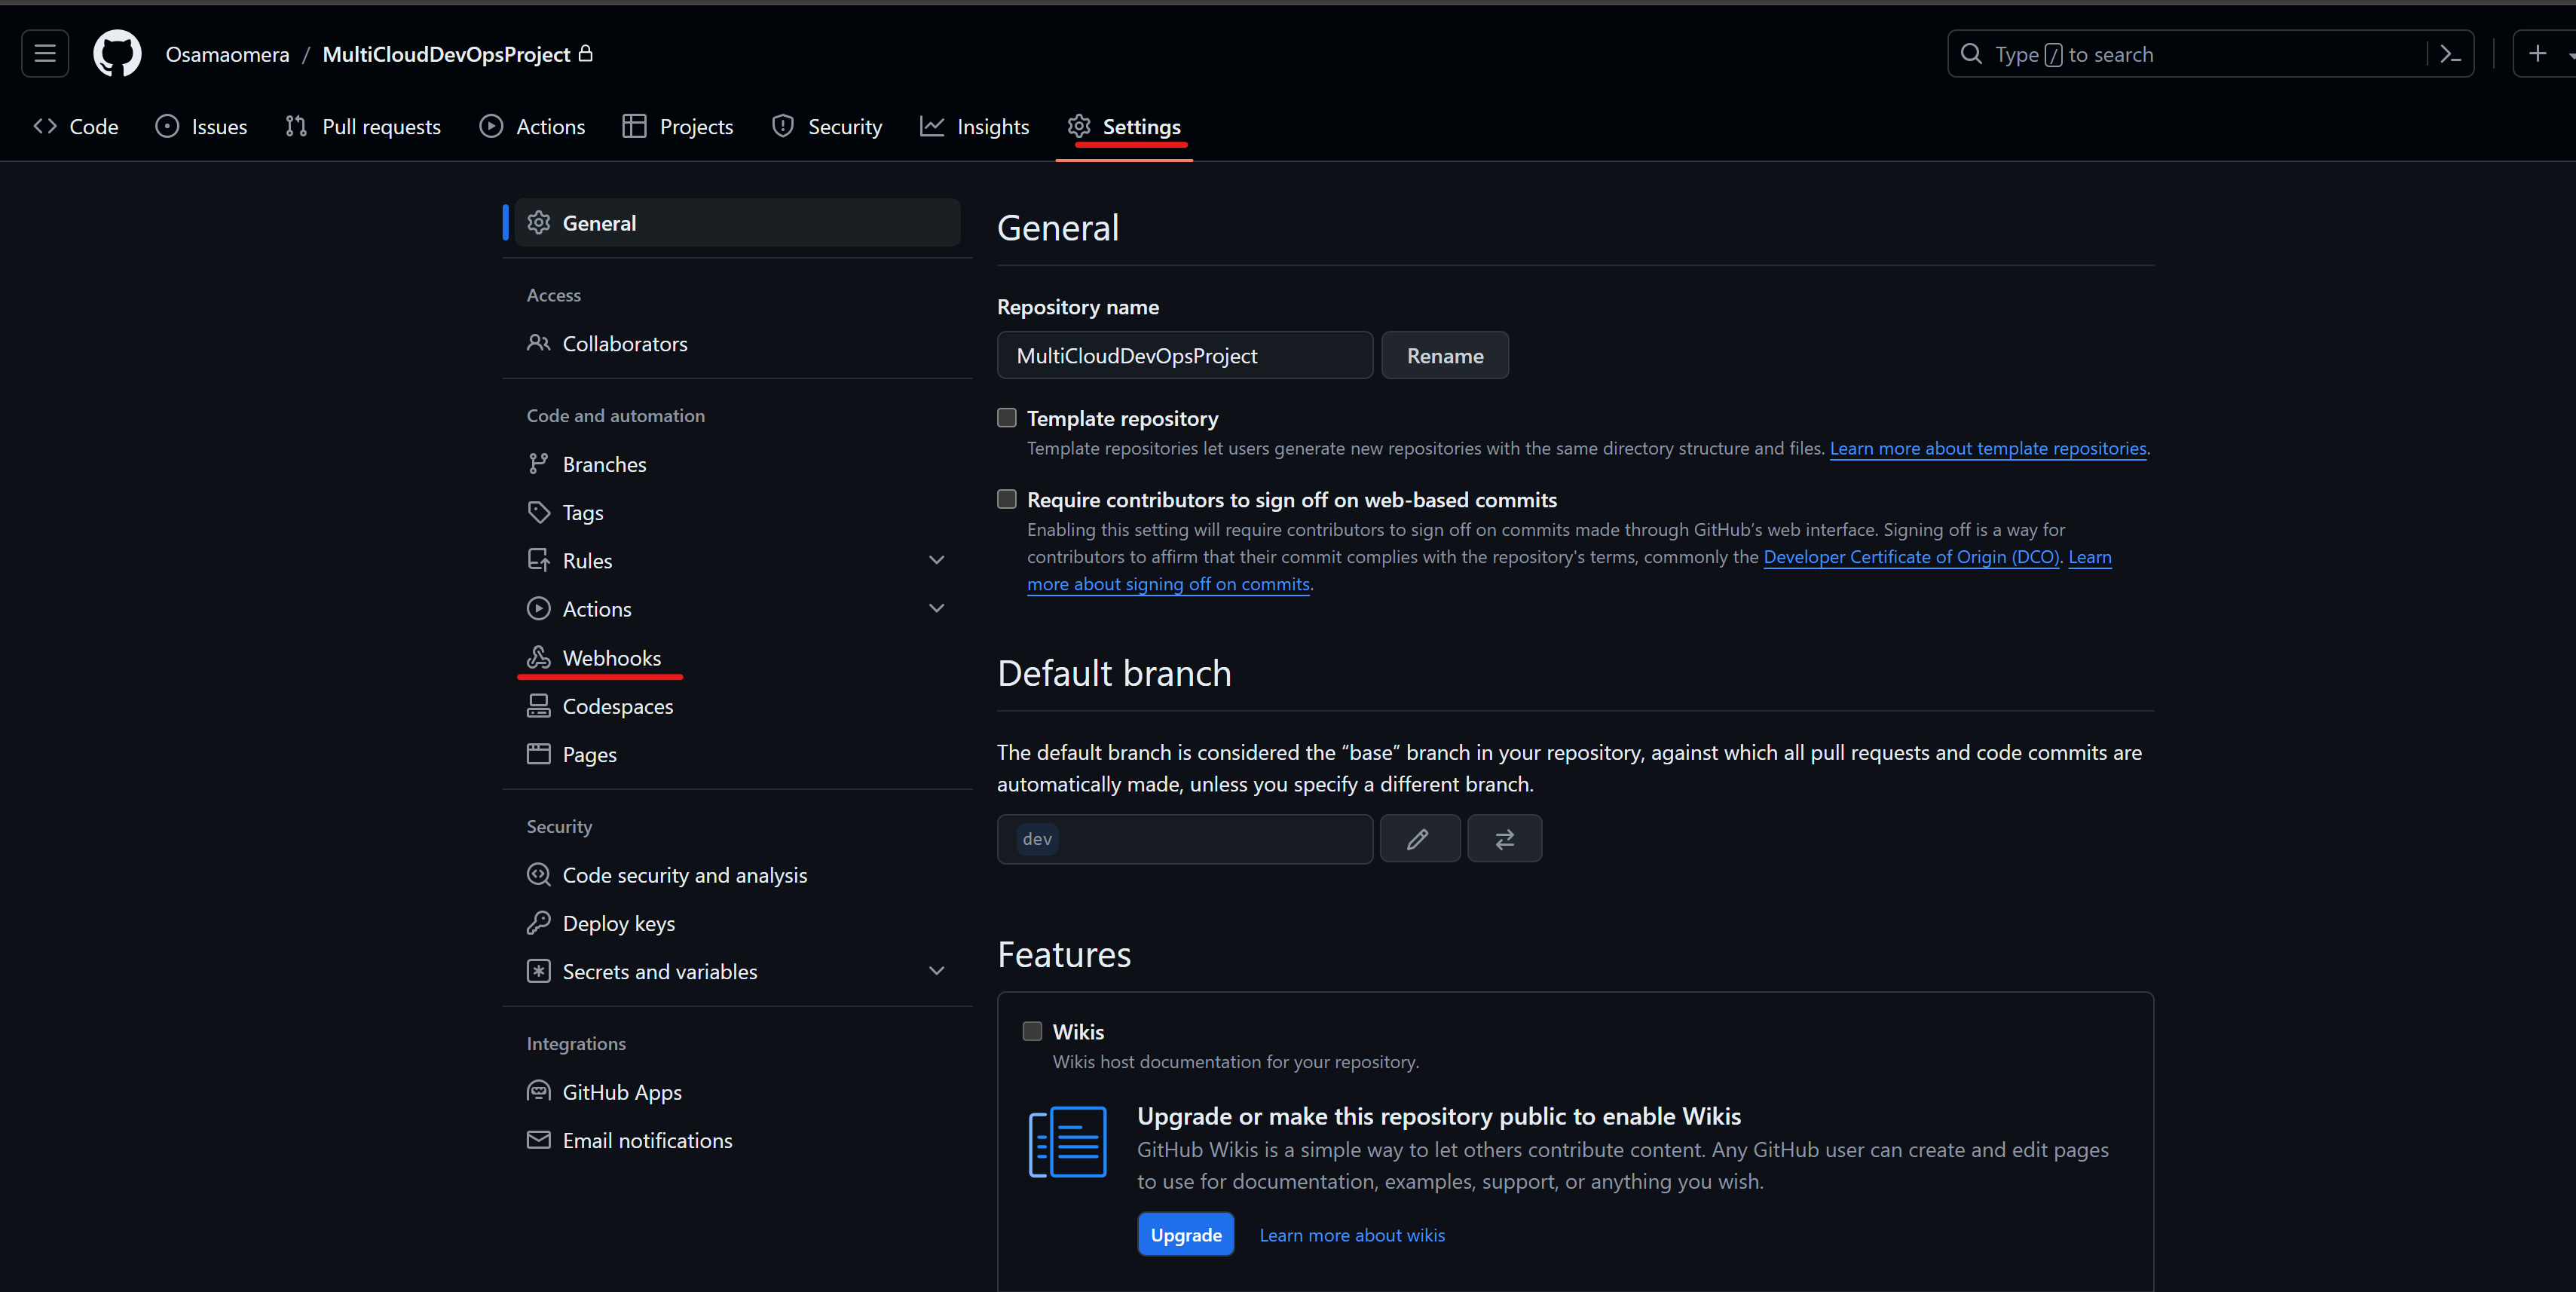 Osamaomera / MultiCloudDevOpsProject
Type / to search
Code
Issues
Pull requests
Actions
Projects
Security
Insights
Settings
General
Access
Collaborators
Code and automation
Branches
Tags
Rules
Actions
Webhooks
Codespaces
Pages
Security
Code security and analysis
Deploy keys
Secrets and variables
Integrations
GitHub Apps
Email notifications
General
Repository name
MultiCloudDevOpsProject
Rename
Template repository
Template repositories let users generate new repositories with the same directory structure and files. Learn more about template repositories.
Require contributors to sign off on web-based commits
Enabling this setting will require contributors to sign off on commits made through GitHub’s web interface. Signing off is a way for
contributors to affirm that their commit complies with the repository's terms, commonly the Developer Certificate of Origin (DCO). Learn
more about signing off on commits.
Default branch
The default branch is considered the “base” branch in your repository, against which all pull requests and code commits are
automatically made, unless you specify a different branch.
dev
Features
Wikis
Wikis host documentation for your repository.
Upgrade or make this repository public to enable Wikis
GitHub Wikis is a simple way to let others contribute content. Any GitHub user can create and edit pages
to use for documentation, examples, support, or anything you wish.
Upgrade
Learn more about wikis